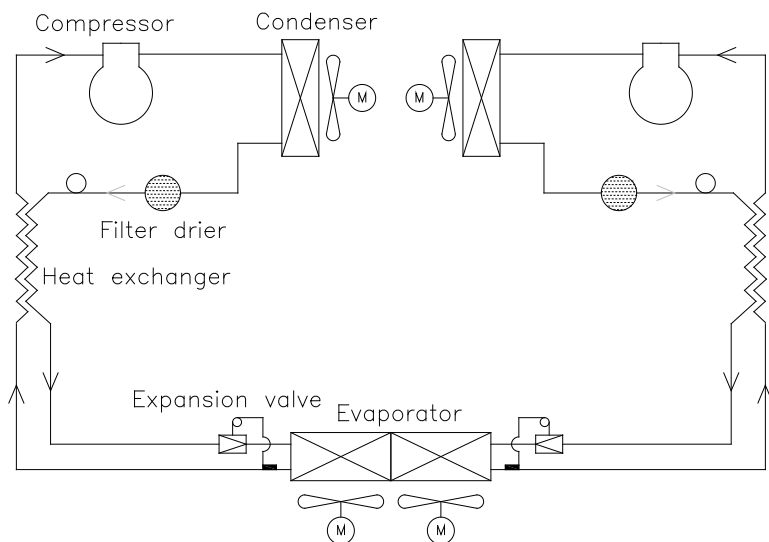 Compressor
Condenser
M
M
Filter drier
Heat exchanger
Expansion valve
Evaporator
M
M